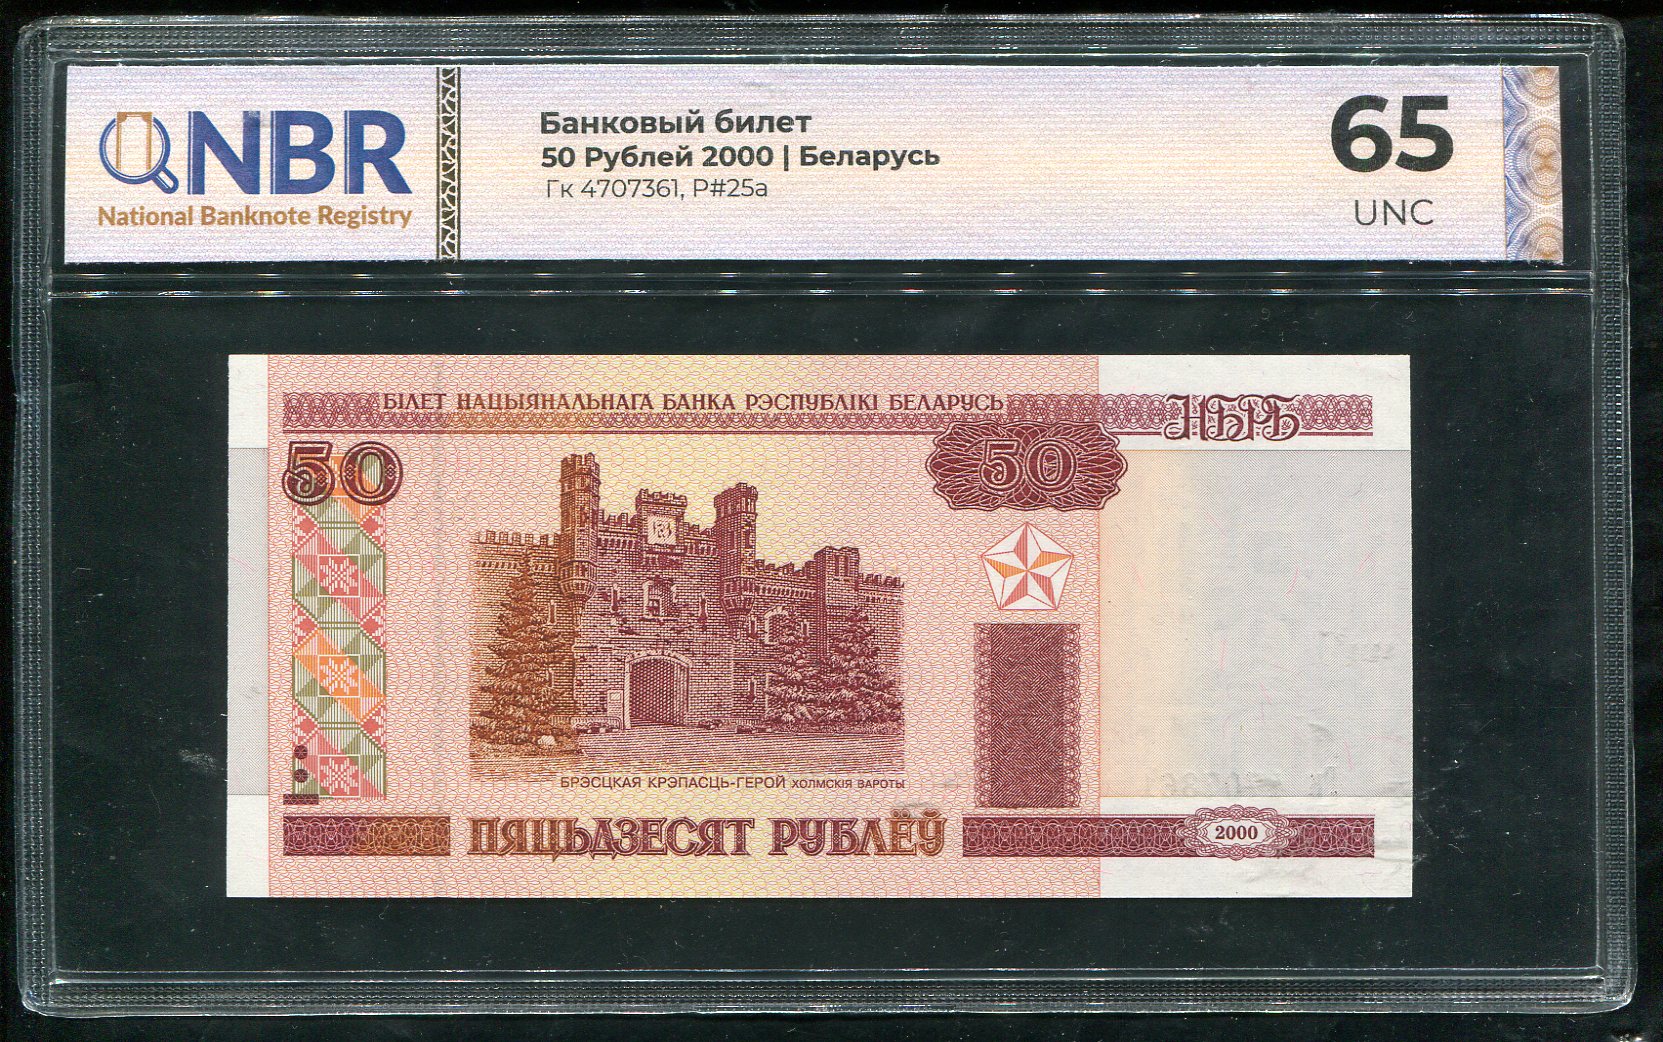 NBR
National Banknote Registry
Банковый билет
50 Рублей 2000 | Беларусь
Гк 4707361, P#25a
65
UNC
БІЛЕТ НАЦЫЯНАЛЬНАГА БАНКА РЭСПУБЛІКІ БЕЛАРУСЬ
НБРБ
50
50
БРЭСЦКАЯ КРЭПАСЦЬ-ГЕРОЙ ХОЛМСКІЯ ВАРОТЫ
ПЯЦЬДЗЕСЯТ РУБЛЁЎ
2000